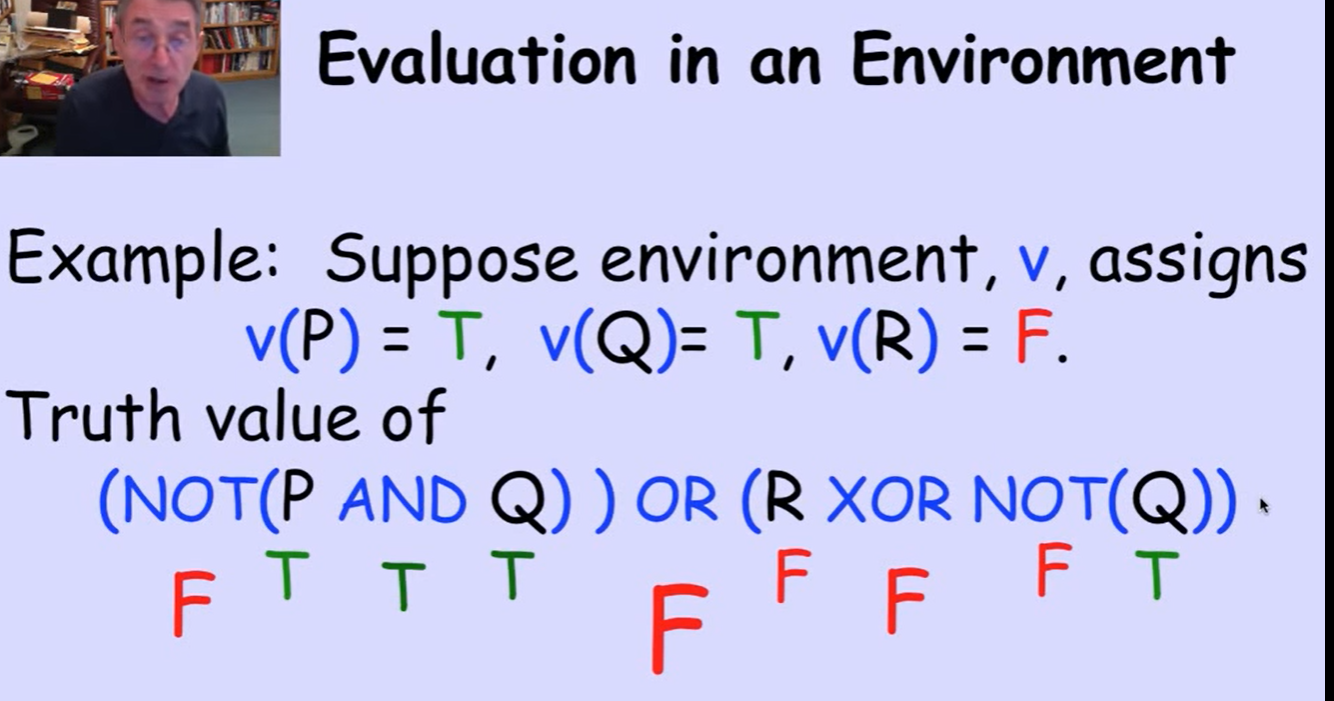 Evaluation in an Environment
Example: Suppose environment, v, assigns
v(P) = T, v(Q)= T, v(R) = F.
Truth value of
(NOT(P AND Q) ) OR (R XOR NOT(Q))
F T T T F F F F T